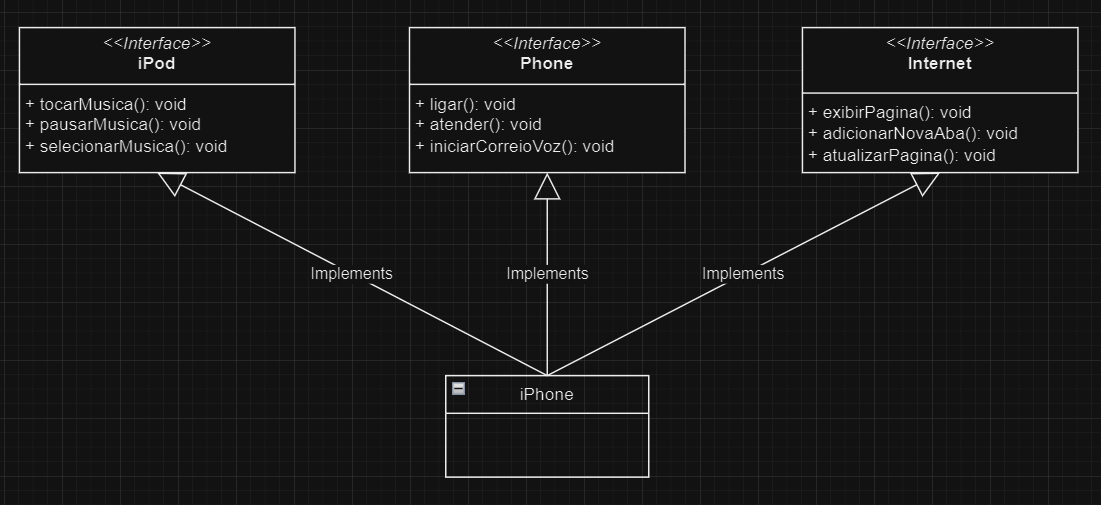 <<Interface>>
iPod
+ tocarMusica(): void
+ pausarMusica(): void
+ selecionarMusica(): void
<<Interface>>
Phone
+ ligar(): void
+ atender(): void
+ iniciarCorreioVoz(): void
<<Interface>>
Internet
+ exibirPagina(): void
+ adicionarNovaAba(): void
+ atualizarPagina(): void
Implements
Implements
Implements
iPhone